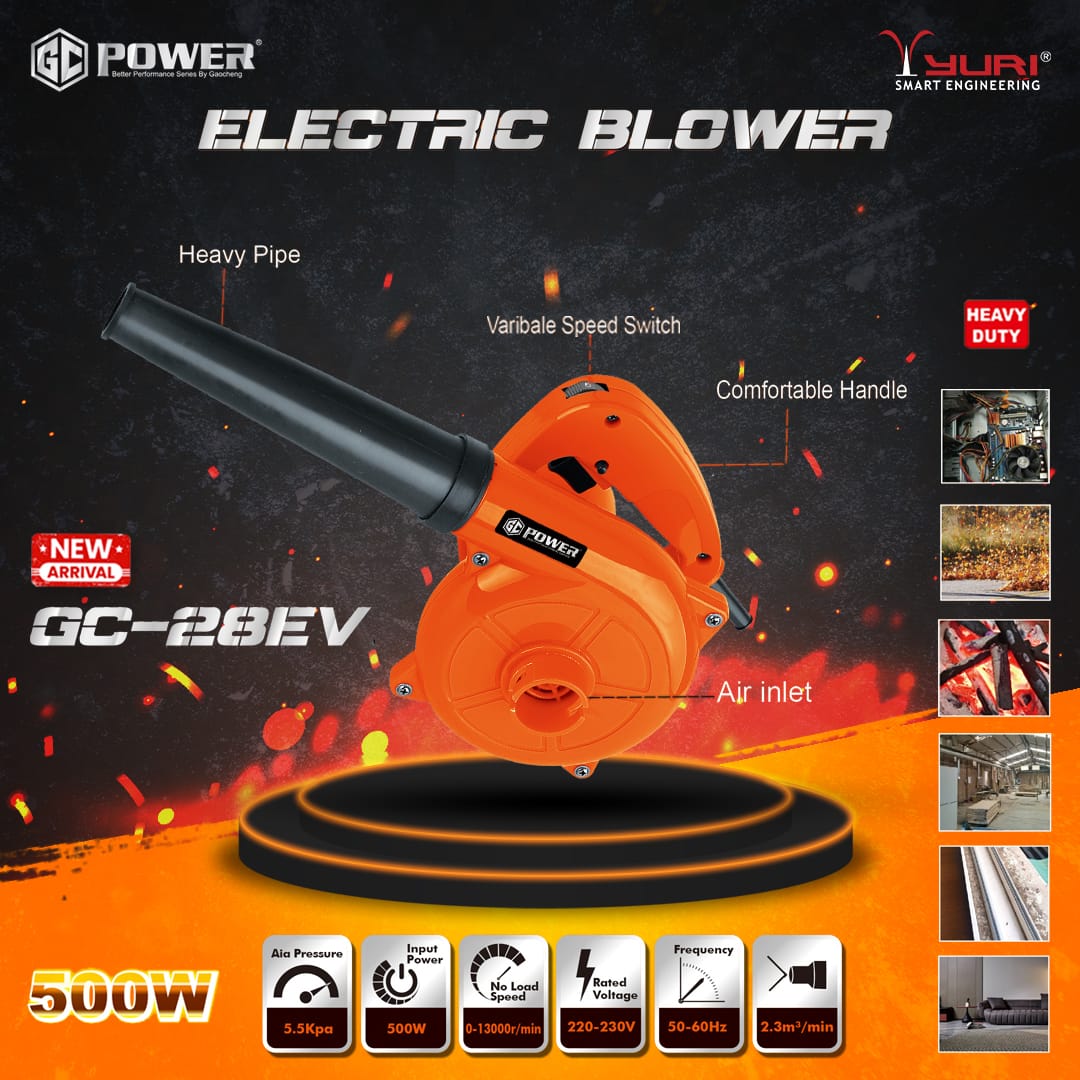 GC POWER®
Better Performance Series By Gaocheng
YURI®
SMART ENGINEERING
ELECTRIC BLOWER
Heavy Pipe
Varibale Speed Switch
Comfortable Handle
HEAVY
DUTY
GC POWER
NEW
ARRIVAL
GC-28EV
Air inlet
500W
Aia Pressure
5.5Kpa
Input
Power
500W
No Load
Speed
0-13000r/min
Rated
Voltage
220-230V
Frequency
50-60Hz
2.3m³/min